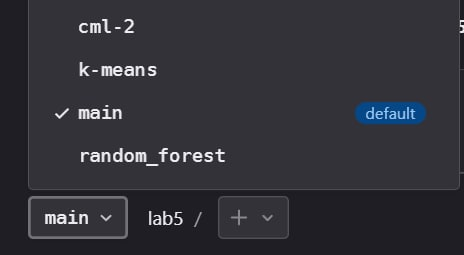 cml-2
k-means
main default
random_forest
main lab5 /